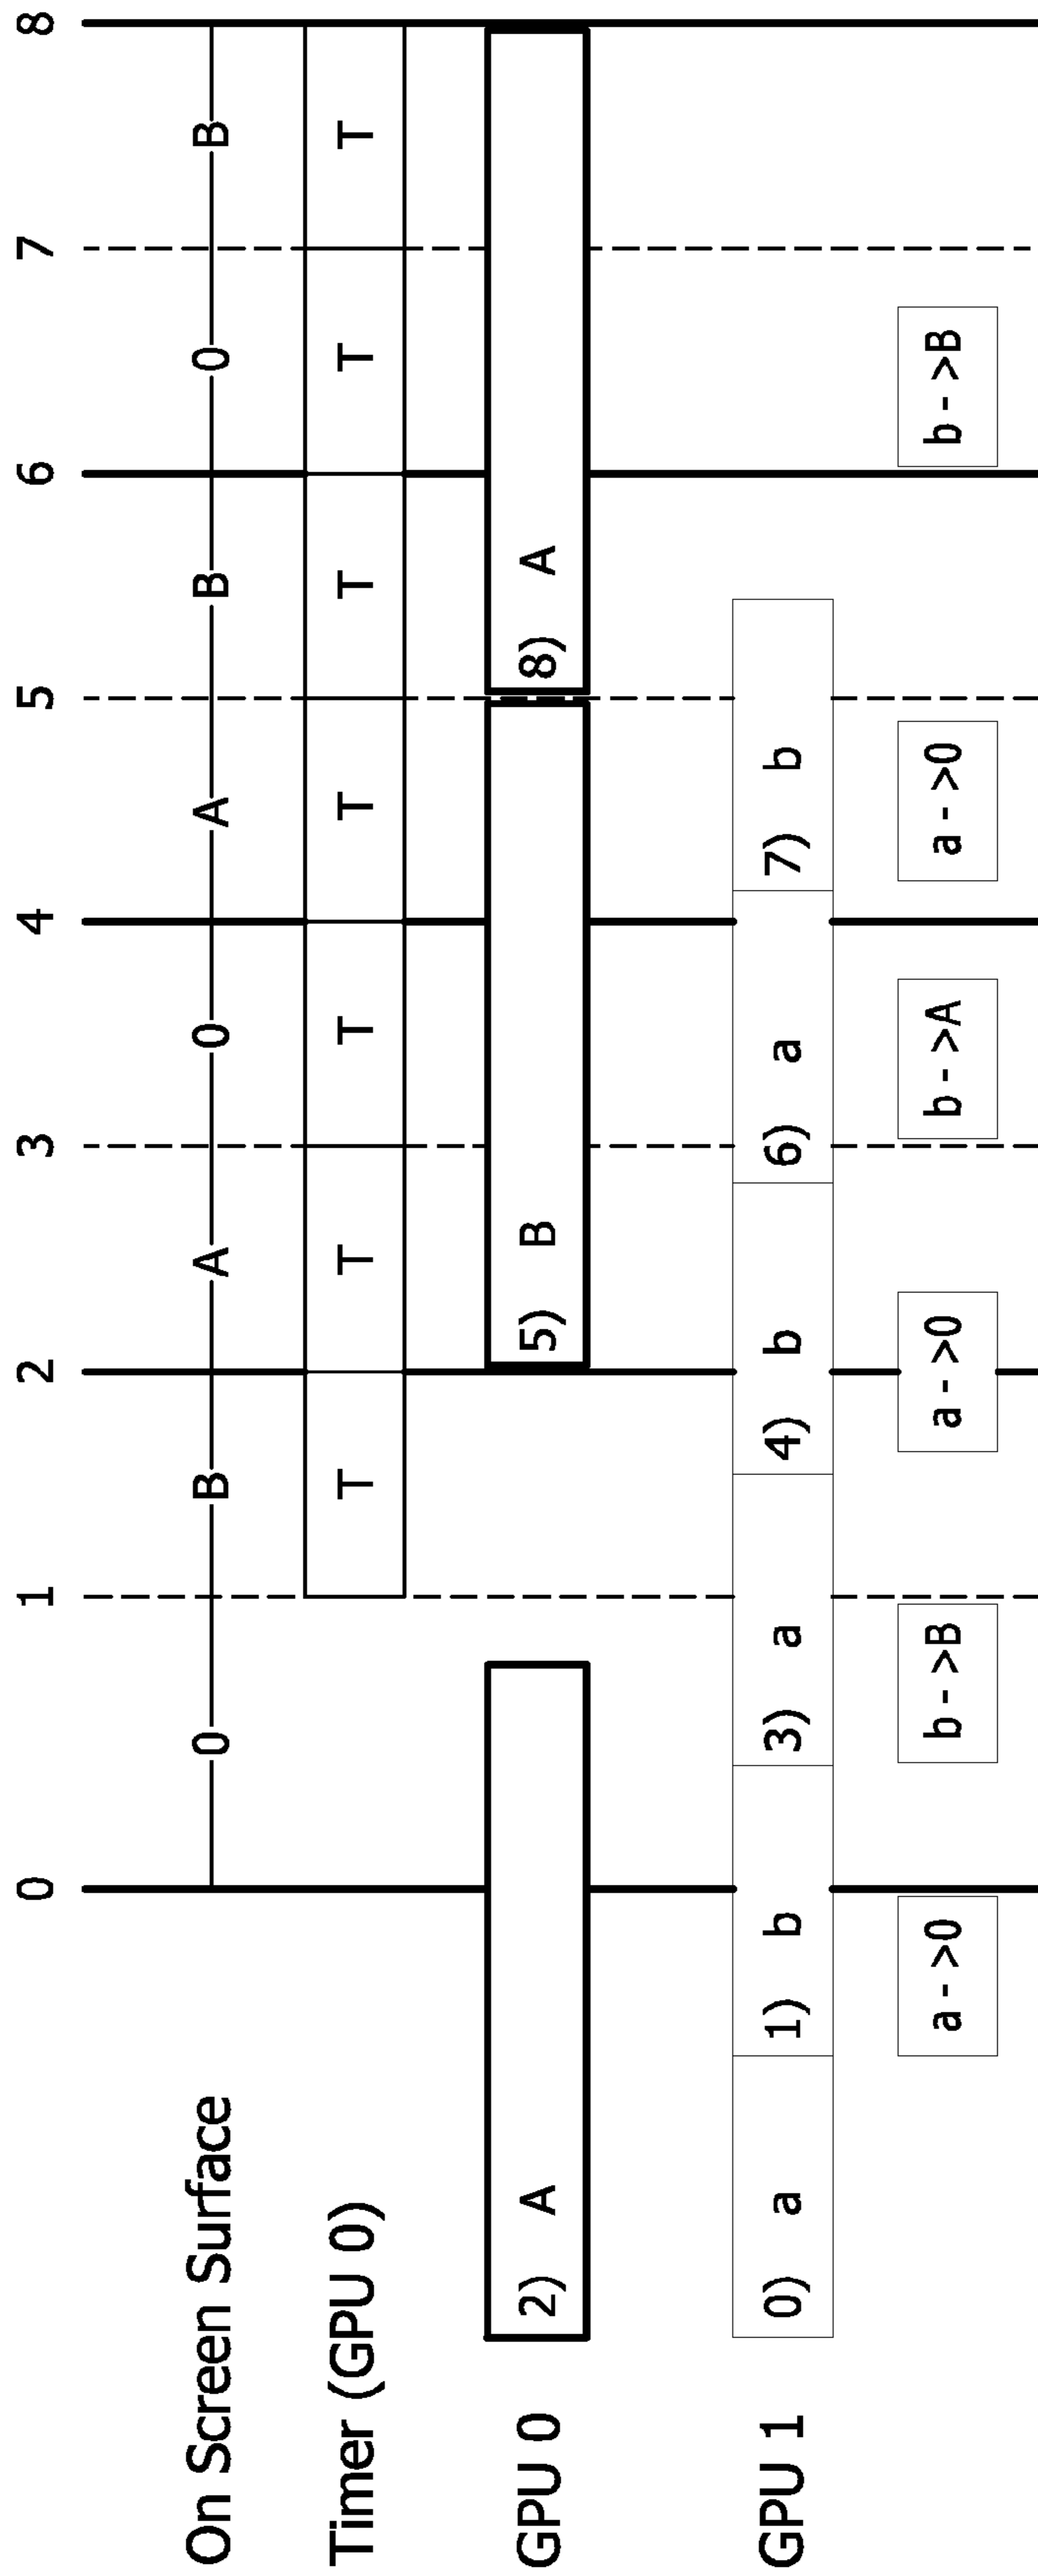 0 1 2 3 4 5 6 7 8
On Screen Surface 0 B A 0 A B 0 B
Timer (GPU 0) T T T T T T T
GPU 0 2) A 5) B 8) A
GPU 1 0) a 1) b 3) a 4) b 6) a 7) b
a->0 b->B a->0 b->A a->0 b->B